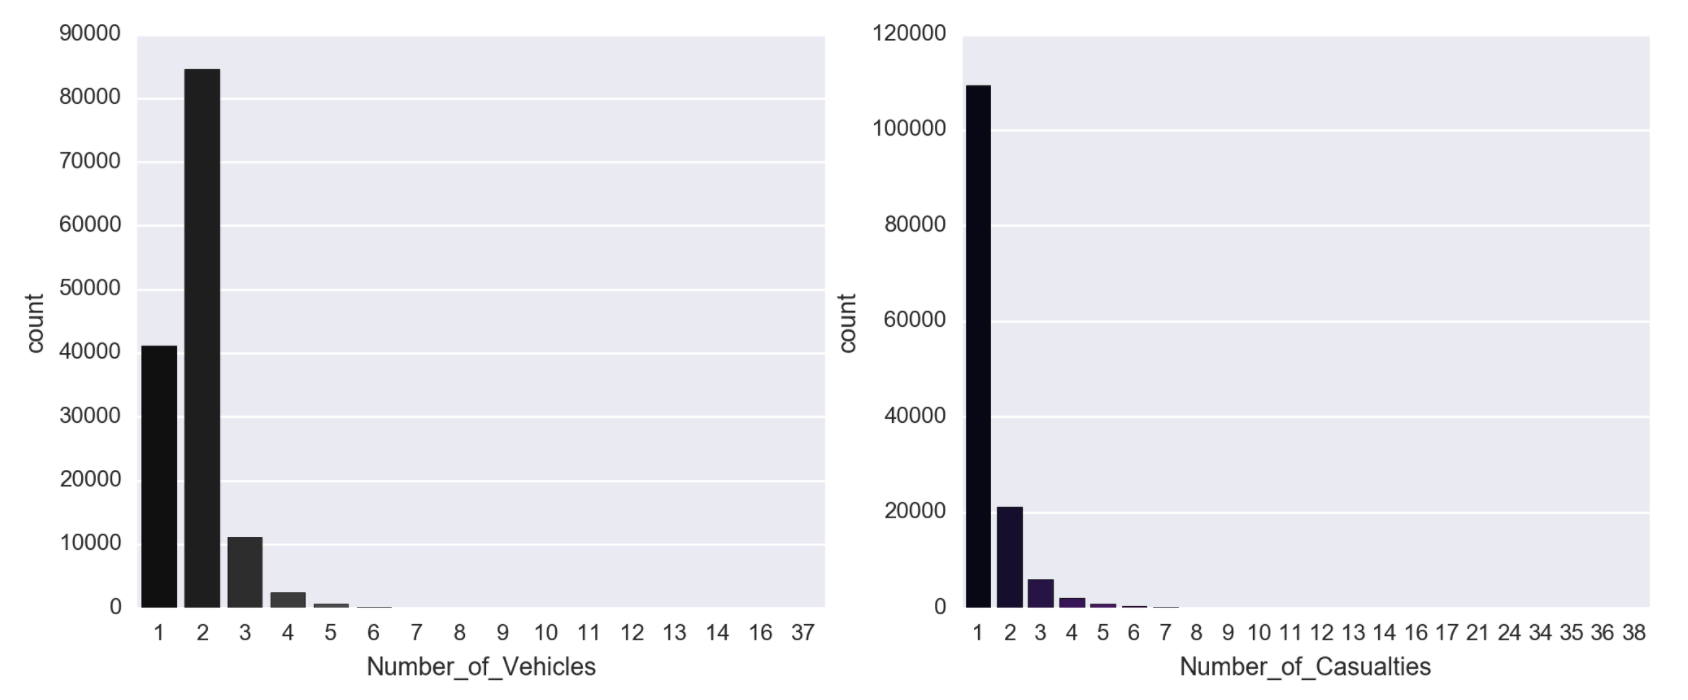 90000
80000
70000
60000
50000
40000
30000
20000
10000
0
count
1 2 3 4 5 6 7 8 9 10 11 12 13 14 16 37
Number_of_Vehicles
120000
100000
80000
60000
40000
20000
0
count
1 2 3 4 5 6 7 8 9 10 11 12 13 14 16 17 21 24 34 35 36 38
Number_of_Casualties